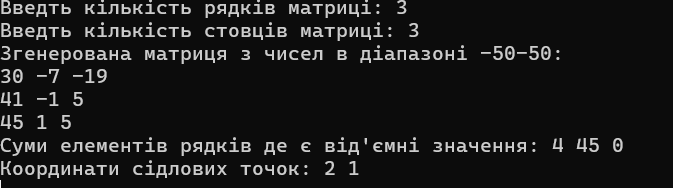 Введть кількість рядків матриці: 3
Введть кількість стовців матриці: 3
Згенерована матриця з чисел в діапазоні -50-50:
30 -7 -19
41 -1 5
45 1 5
Суми елементів рядків де є від'ємні значення: 4 45 0
Координати сідлових точок: 2 1